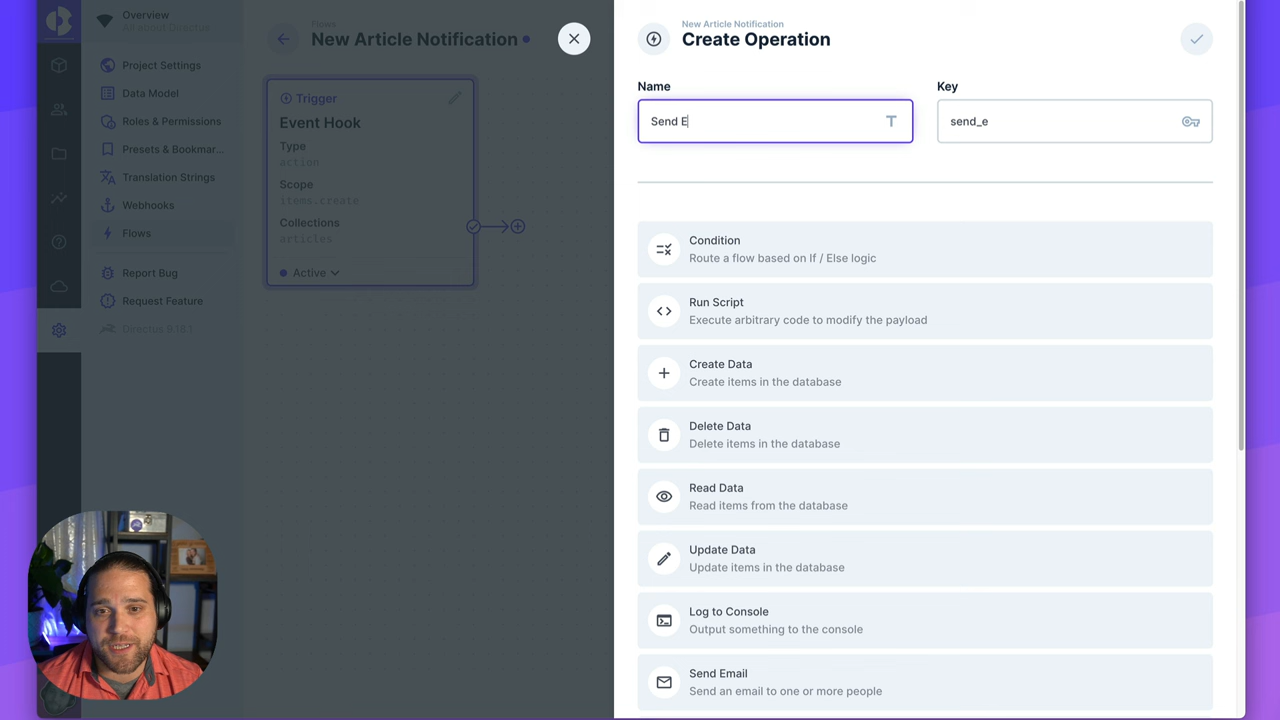 Overview
All about Directus
Project Settings
Data Model
Roles & Permissions
Presets & Bookmar...
Translation Strings
Webhooks
Flows
Report Bug
Request Feature
Directus 9.18.1
Flows
New Article Notification
Trigger
Event Hook
Type
action
Scope
items.create
Collections
articles
Active
New Article Notification
Create Operation
Name
Key
Send E
send_e
Condition
Route a flow based on If / Else logic
Run Script
Execute arbitrary code to modify the payload
Create Data
Create items in the database
Delete Data
Delete items in the database
Read Data
Read items from the database
Update Data
Update items in the database
Log to Console
Output something to the console
Send Email
Send an email to one or more people